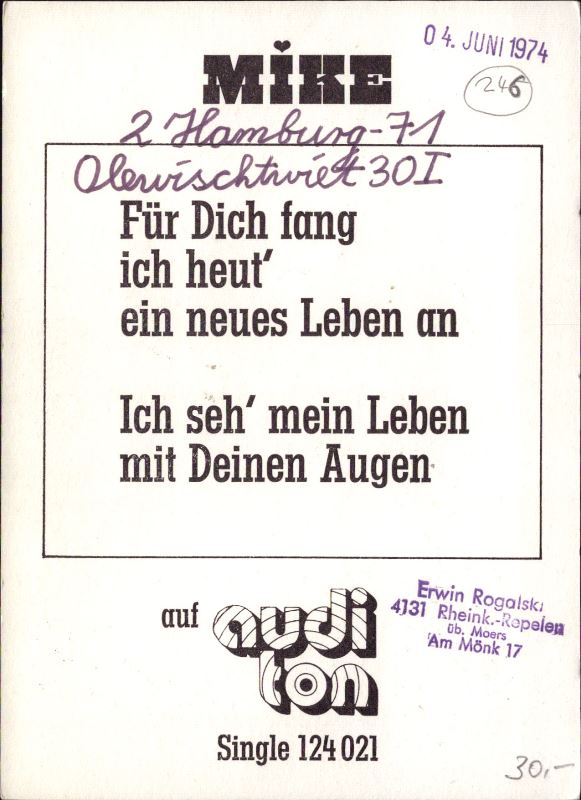 04. JUNI 1974
MIKE
246
2 Hamburg-71
Olewischtwiet 30 I
Für Dich fang
ich heut'
ein neues Leben an
Ich seh' mein Leben
mit Deinen Augen
auf
audi
ton
Erwin Rogalski
4131 Rheink.-Repelen
üb. Moers
Am Mönk 17
Single 124 021
30,-